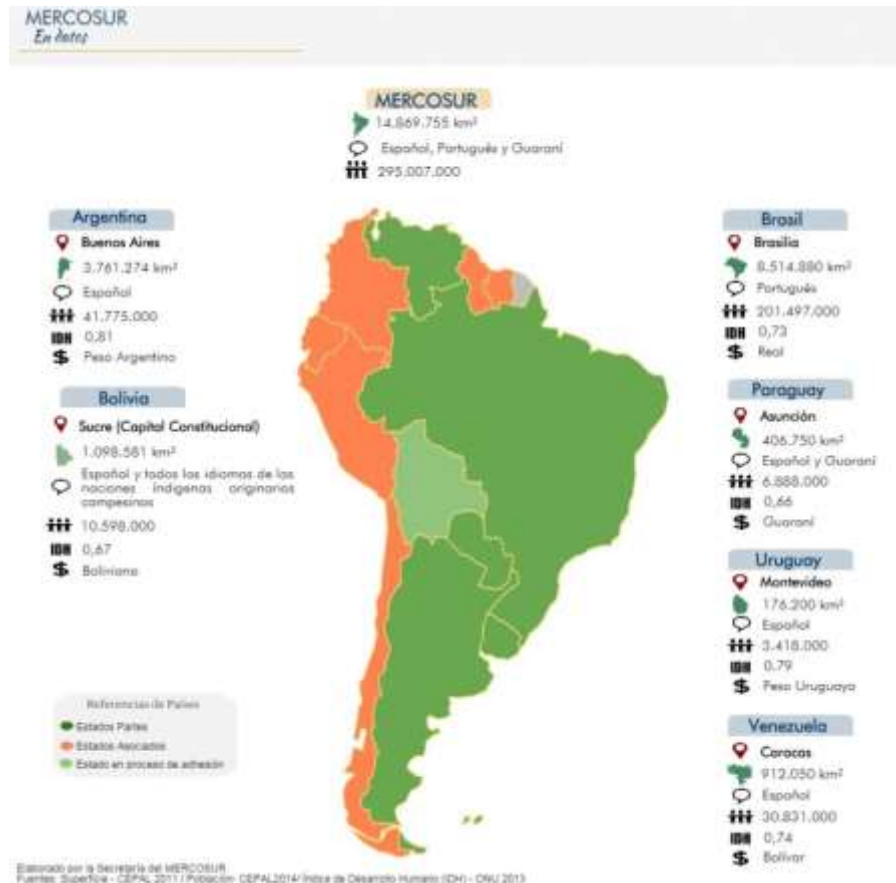 MERCOSUR
En datos
MERCOSUR
14.869.755 km²
Español, Portugués y Guaraní
295.007.000
Argentina
Buenos Aires
3.761.274 km²
Español
41.775.000
IDH 0,81
$ Peso Argentino
Bolivia
Sucre (Capital Constitucional)
1.098.581 km²
Español y todos los idiomas de las
naciones indígenas originarias
campesinas
10.598.000
IDH 0,67
$ Boliviano
Brasil
Brasilia
8.514.880 km²
Portugués
201.497.000
IDH 0,73
$ Real
Paraguay
Asunción
406.750 km²
Español y Guaraní
6.888.000
IDH 0,66
$ Guaraní
Uruguay
Montevideo
176.200 km²
Español
3.418.000
IDH 0.79
$ Peso Uruguayo
Venezuela
Caracas
912.050 km²
Español
30.831.000
IDH 0,74
$ Bolívar
Referencias de Países
Estados Partes
Estados Asociados
Estado en proceso de adhesión
Elaborado por la Secretaría del MERCOSUR
Fuentes: Superficie - CEPAL 2011 / Población: CEPAL2014/ Índice de Desarrollo Humano (IDH) - ONU 2013